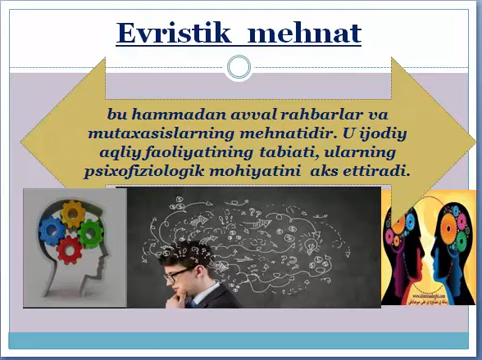 Evristik mehnat
bu hammadan avval rahbarlar va
mutaxasislarning mehnatidir. U ijodiy
aqliy faoliyatining tabiati, ularning
psixofiziologik mohiyatini aks ettiradi.